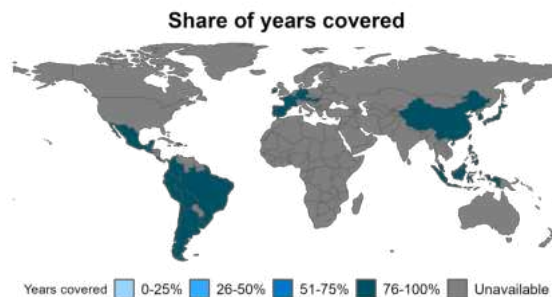 Share of years covered
Years covered 0-25% 26-50% 51-75% 76-100% Unavailable